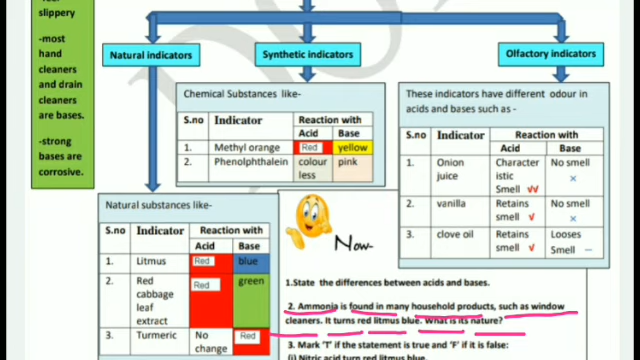 slippery
-most
hand
cleaners
and drain
cleaners
are bases.
-strong
bases are
corrosive.
Natural indicators
Synthetic indicators
Olfactory indicators
Chemical Substances like-
S.no Indicator Reaction with
Acid Base
1. Methyl orange Red yellow
2. Phenolphthalein colour pink
less
These indicators have different odour in
acids and bases such as -
S.no Indicator Reaction with
Acid Base
1. Onion Character No smell
juice istic
Smell
2. vanilla Retains No smell
smell
3. clove oil Retains Looses
smell Smell
Natural substances like-
S.no Indicator Reaction with
Acid Base
1. Litmus Red blue
2. Red Red green
cabbage
leaf
extract
3. Turmeric No Red
change
Now-
1.State the differences between acids and bases.
2. Ammonia is found in many household products, such as window
cleaners. It turns red litmus blue. What is its nature?
3. Mark 'T' if the statement is true and 'F' if it is false:
(i) Nitric acid turn red litmus blue.